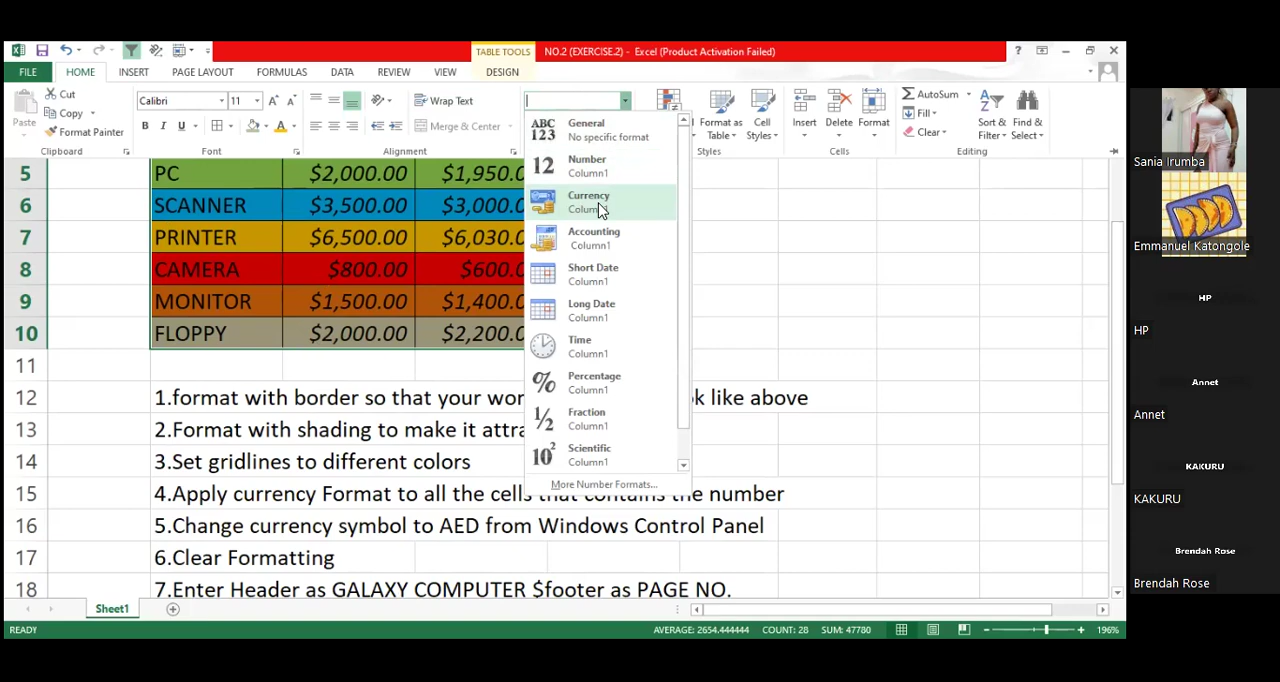 TABLE TOOLS
NO.2 (EXERCISE.2) - Excel (Product Activation Failed)
FILE HOME INSERT PAGE LAYOUT FORMULAS DATA REVIEW VIEW DESIGN
Paste
Cut
Copy
Format Painter
Calibri 11
B I U
Wrap Text
Merge & Center
Format as Table
Cell Styles
Insert Delete Format
AutoSum
Fill
Clear
Sort & Filter
Find & Select
Clipboard Font Alignment Styles Cells Editing
ABC 123 General
No specific format
12 Number
Column1
Currency
Accounting
Column1
Short Date
Column1
Long Date
Column1
Time
Column1
% Percentage
Column1
½ Fraction
Column1
10² Scientific
Column1
More Number Formats...
5 PC $2,000.00 $1,950.0
6 SCANNER $3,500.00 $3,000.0
7 PRINTER $6,500.00 $6,030.0
8 CAMERA $800.00 $600.0
9 MONITOR $1,500.00 $1,400.0
10 FLOPPY $2,000.00 $2,200.0
11
12 1.format with border so that your wor k like above
13 2.Format with shading to make it attra
14 3.Set gridlines to different colors
15 4.Apply currency Format to all the cells that contains the number
16 5.Change currency symbol to AED from Windows Control Panel
17 6.Clear Formatting
18 7.Enter Header as GALAXY COMPUTER $footer as PAGE NO.
Sheet1
READY AVERAGE: 2654.444444 COUNT: 28 SUM: 47780 196%
Sania Irumba
Emmanuel Katongole
HP
HP
Annet
Annet
KAKURU
KAKURU
Brendah Rose
Brendah Rose